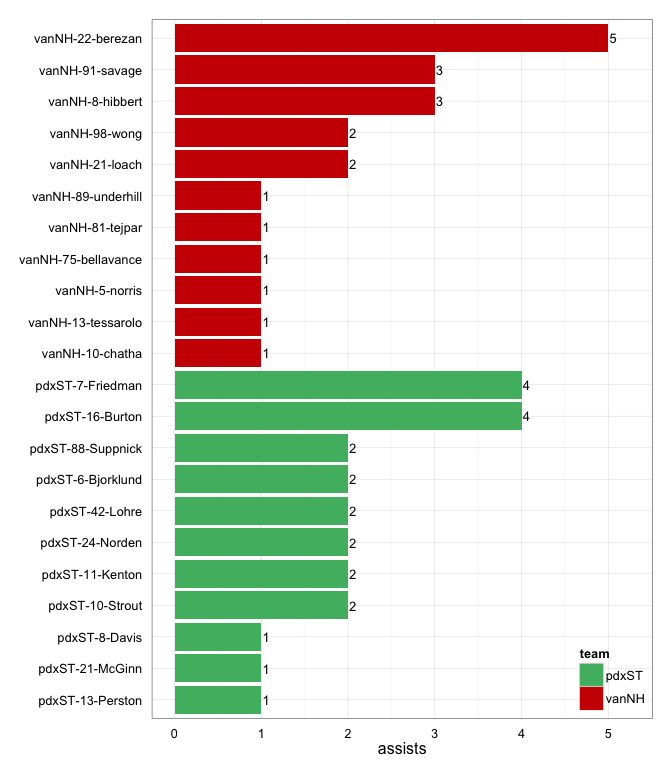 vanNH-22-berezan 5
vanNH-91-savage 3
vanNH-8-hibbert 3
vanNH-98-wong 2
vanNH-21-loach 2
vanNH-89-underhill 1
vanNH-81-tejpar 1
vanNH-75-bellavance 1
vanNH-5-norris 1
vanNH-13-tessarolo 1
vanNH-10-chatha 1
pdxST-7-Friedman 4
pdxST-16-Burton 4
pdxST-88-Suppnick 2
pdxST-6-Bjorklund 2
pdxST-42-Lohre 2
pdxST-24-Norden 2
pdxST-11-Kenton 2
pdxST-10-Strout 2
pdxST-8-Davis 1
pdxST-21-McGinn 1
pdxST-13-Perston 1
team
pdxST
vanNH
0 1 2 3 4 5
assists